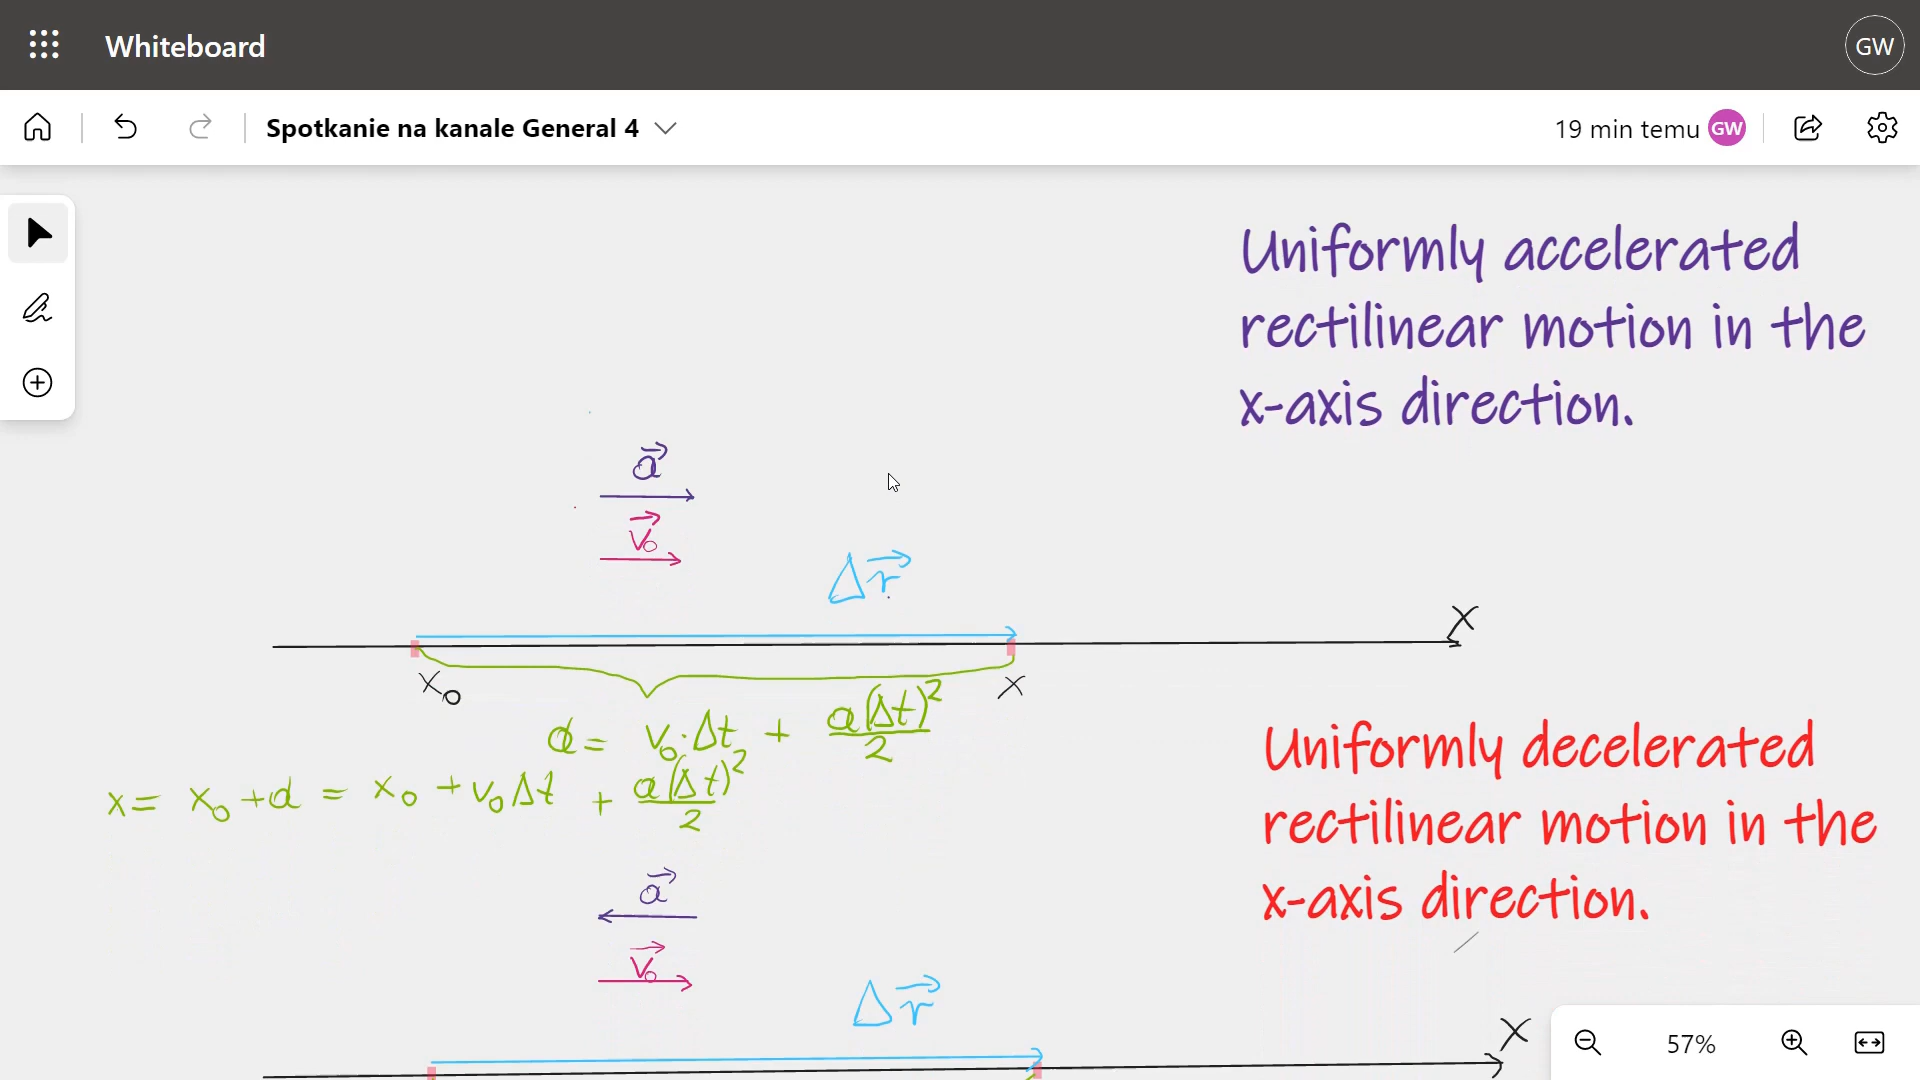 Whiteboard
GW
Spotkanie na kanale General 4
19 min temu GW
Uniformly accelerated
rectilinear motion in the
x-axis direction.
a⃗
v⃗₀
Δr⃗
x
x₀
x
d = v₀·Δt + a(Δt)²/2
x = x₀ + d = x₀ + v₀Δt + a(Δt)²/2
Uniformly decelerated
rectilinear motion in the
x-axis direction.
a⃗
v⃗₀
Δr⃗
x
57%